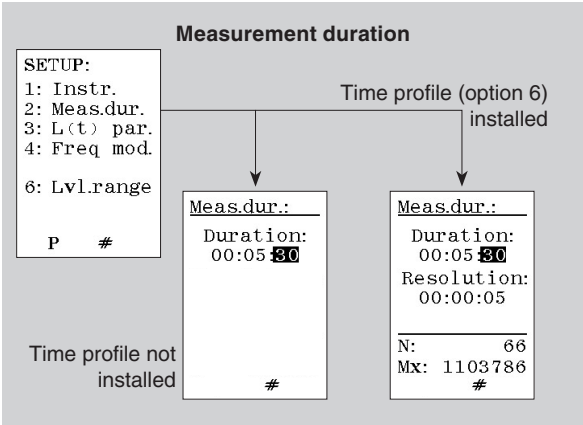 Measurement duration
SETUP:
1: Instr.
2: Meas.dur.
3: L(t) par.
4: Freq mod.
6: Lvl.range
P #
Time profile (option 6)
installed
Meas.dur.:
Duration:
00:05:30
#
Time profile not
installed
Meas.dur.:
Duration:
00:05:30
Resolution:
00:00:05
N: 66
Mx: 1103786
#